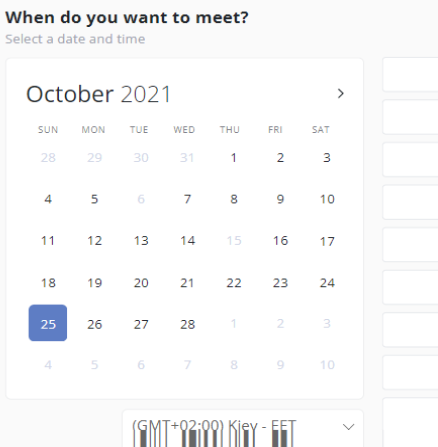 When do you want to meet?
Select a date and time
October 2021
SUN MON TUE WED THU FRI SAT
28 29 30 31 1 2 3
4 5 6 7 8 9 10
11 12 13 14 15 16 17
18 19 20 21 22 23 24
25 26 27 28 1 2 3
4 5 6 7 8 9 10
(GMT+02:00) Kiev - EET